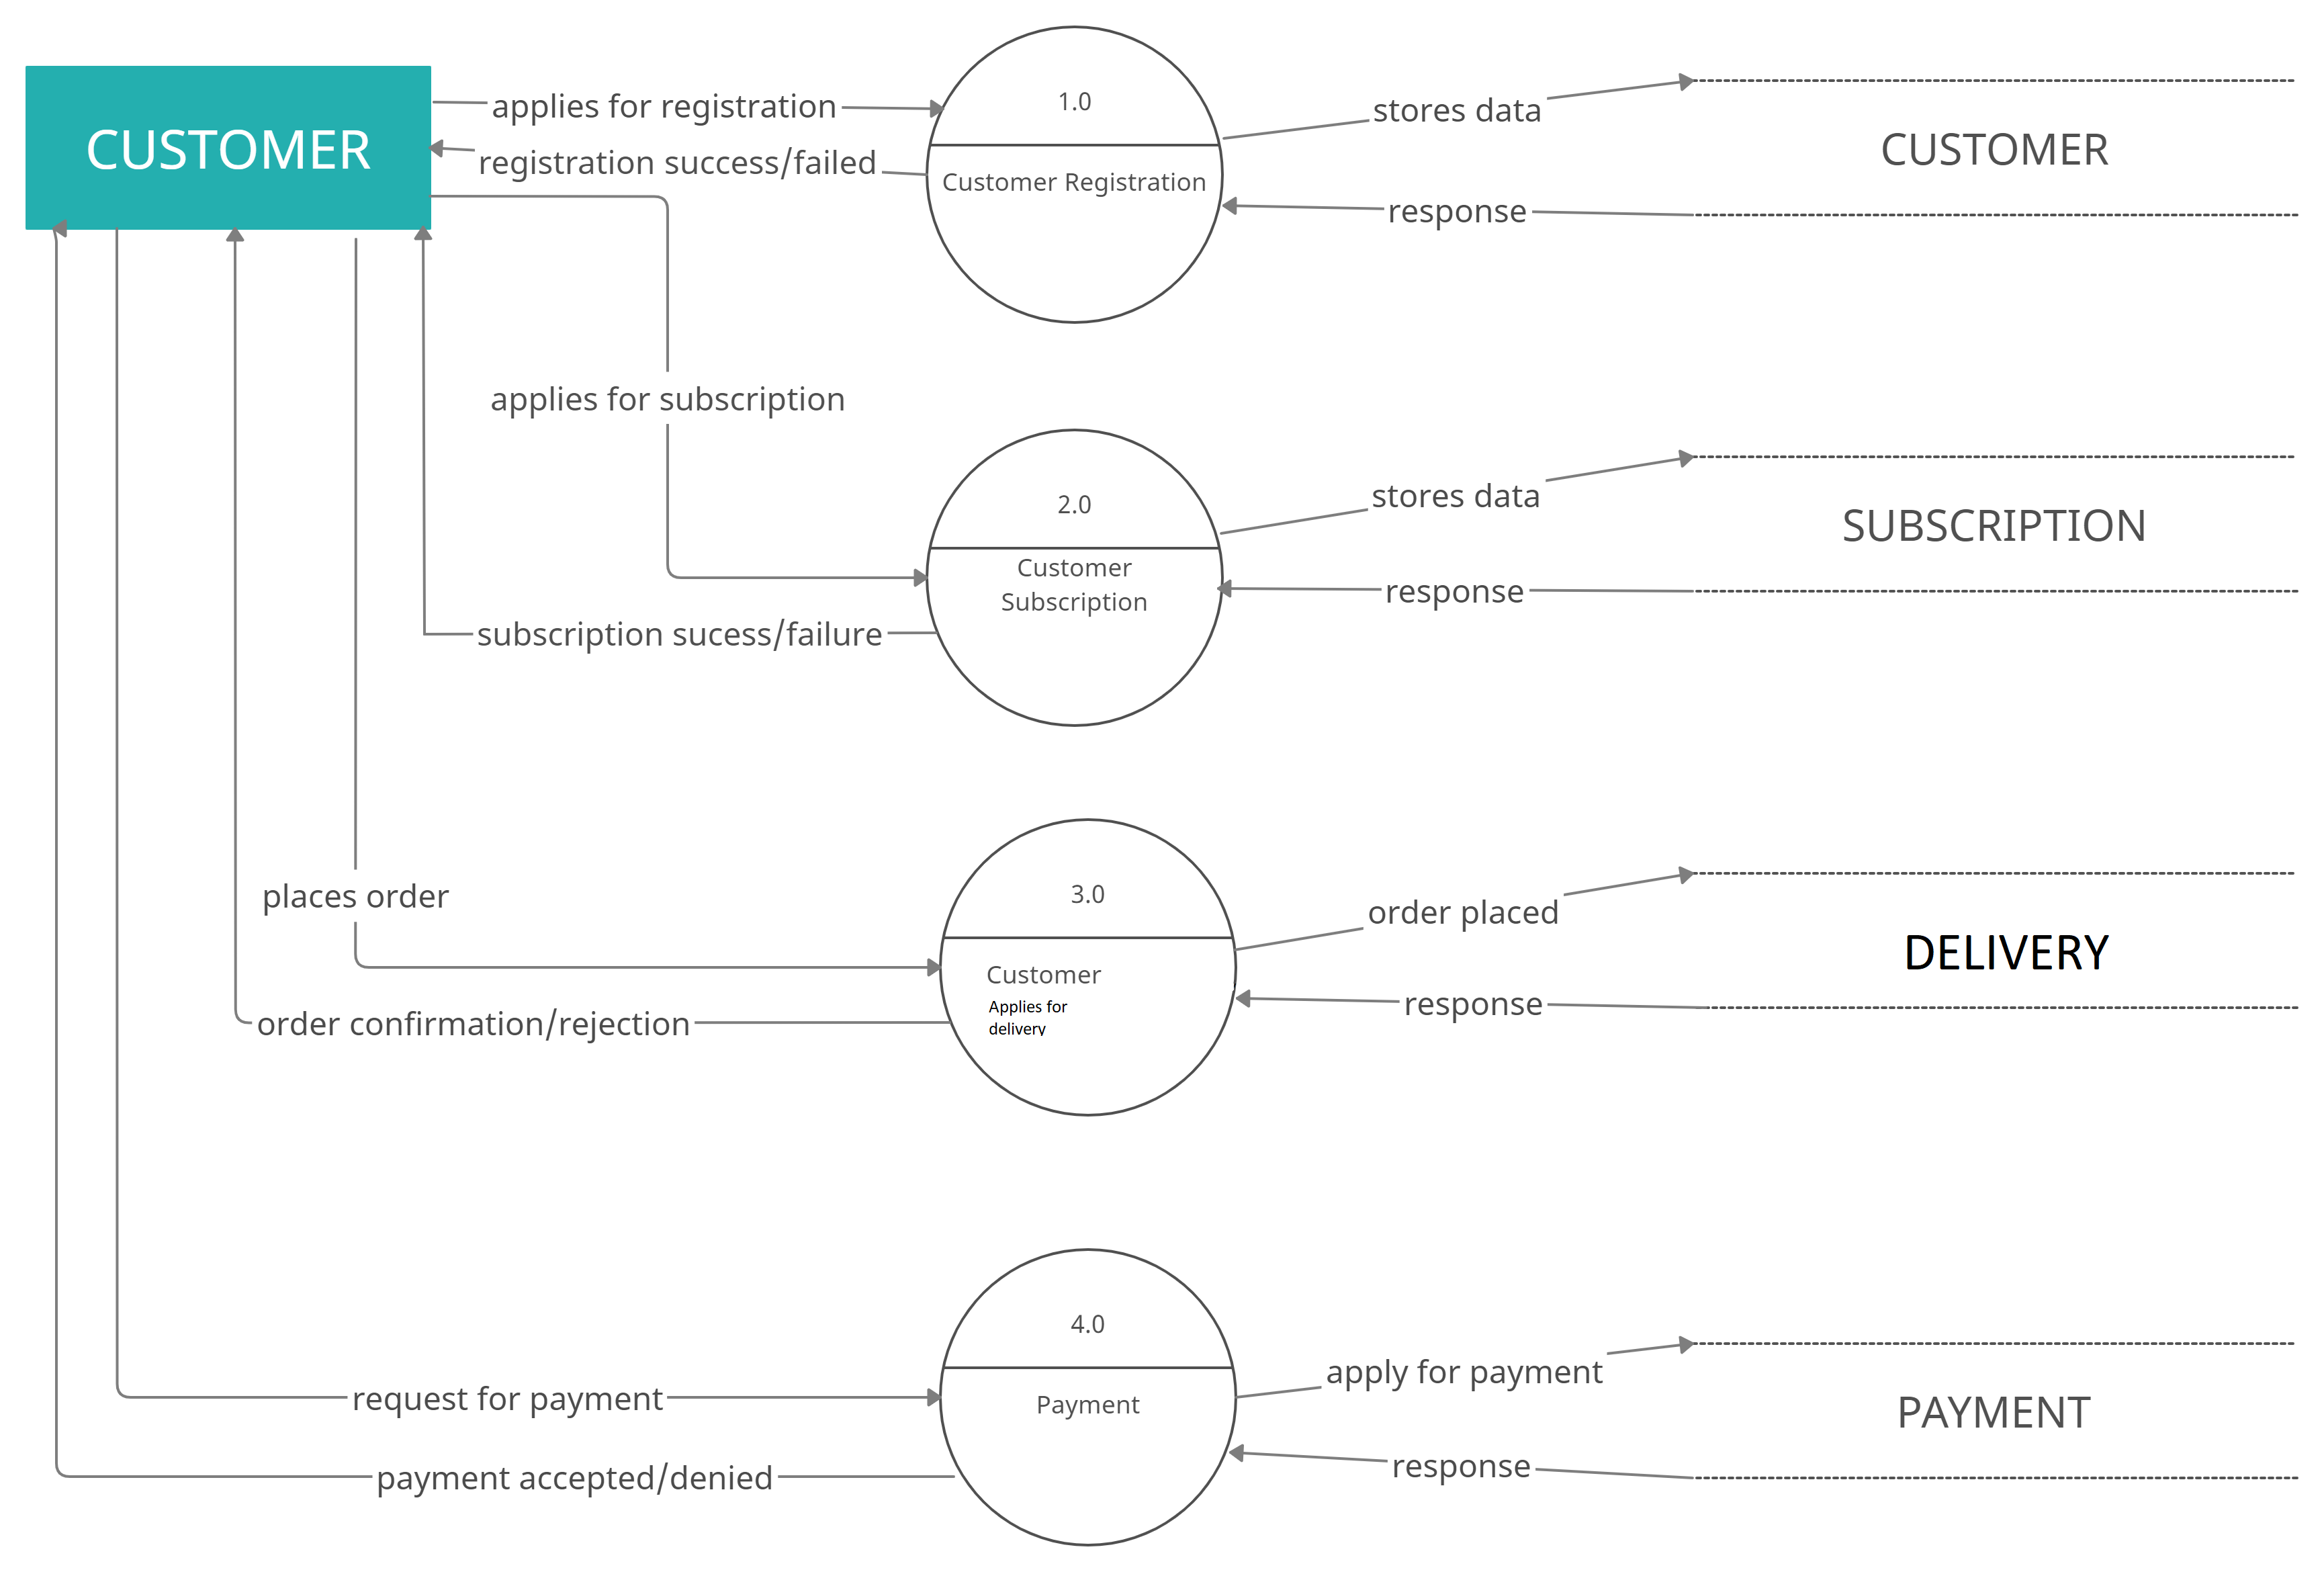 CUSTOMER
applies for registration
registration success/failed
1.0
Customer Registration
stores data
response
CUSTOMER
applies for subscription
subscription sucess/failure
2.0
Customer
Subscription
stores data
response
SUBSCRIPTION
places order
order confirmation/rejection
3.0
Customer
Applies for
delivery
order placed
response
DELIVERY
request for payment
payment accepted/denied
4.0
Payment
apply for payment
response
PAYMENT